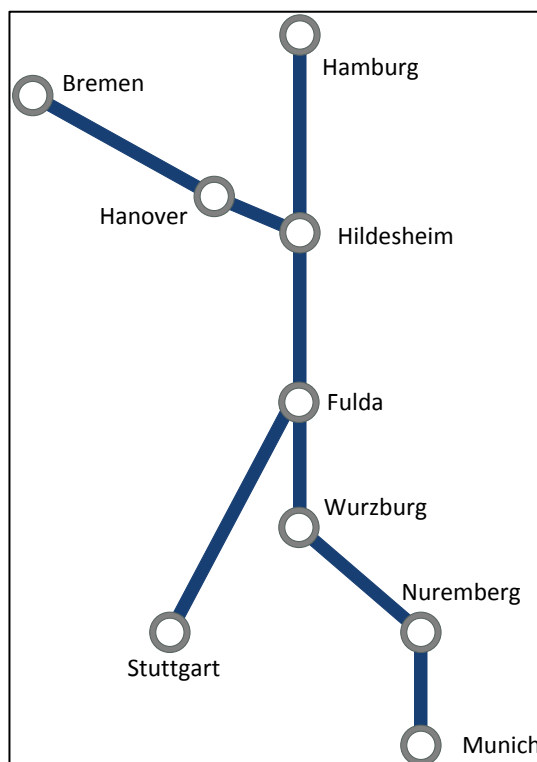 Hamburg
Bremen
Hanover
Hildesheim
Fulda
Wurzburg
Nuremberg
Stuttgart
Munich